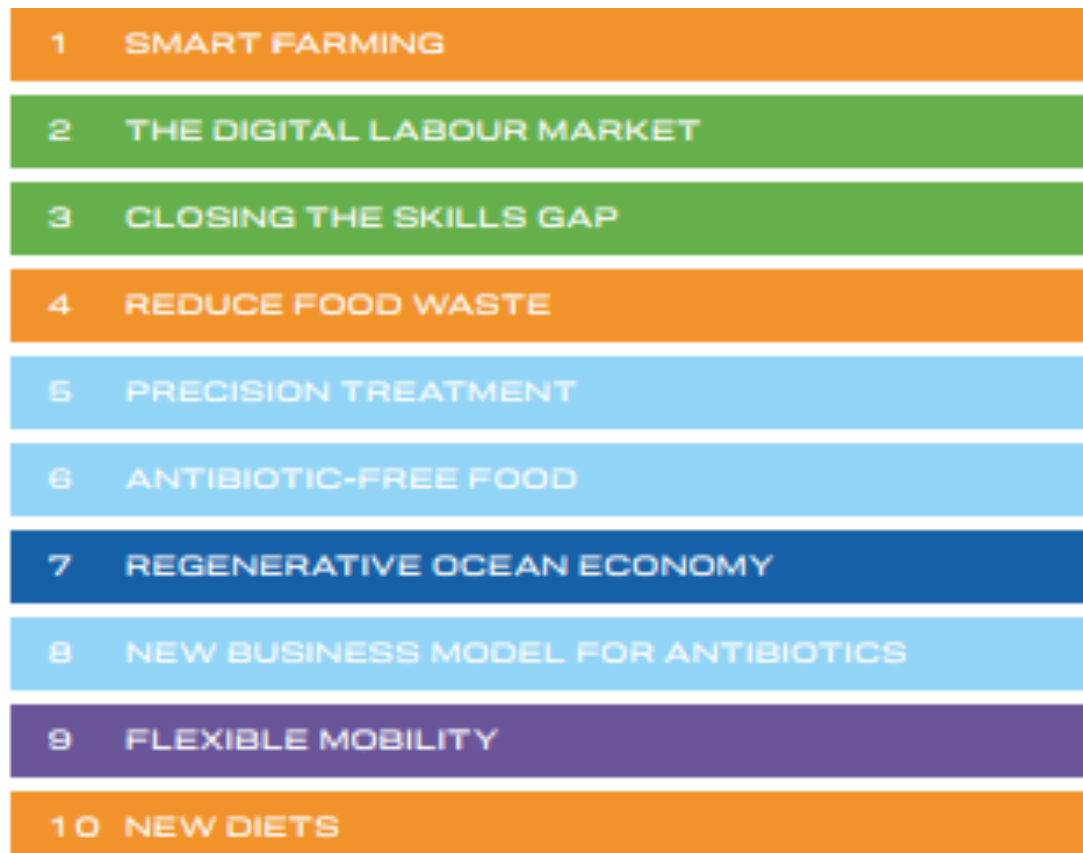 1 SMART FARMING
2 THE DIGITAL LABOUR MARKET
3 CLOSING THE SKILLS GAP
4 REDUCE FOOD WASTE
5 PRECISION TREATMENT
6 ANTIBIOTIC-FREE FOOD
7 REGENERATIVE OCEAN ECONOMY
8 NEW BUSINESS MODEL FOR ANTIBIOTICS
9 FLEXIBLE MOBILITY
10 NEW DIETS